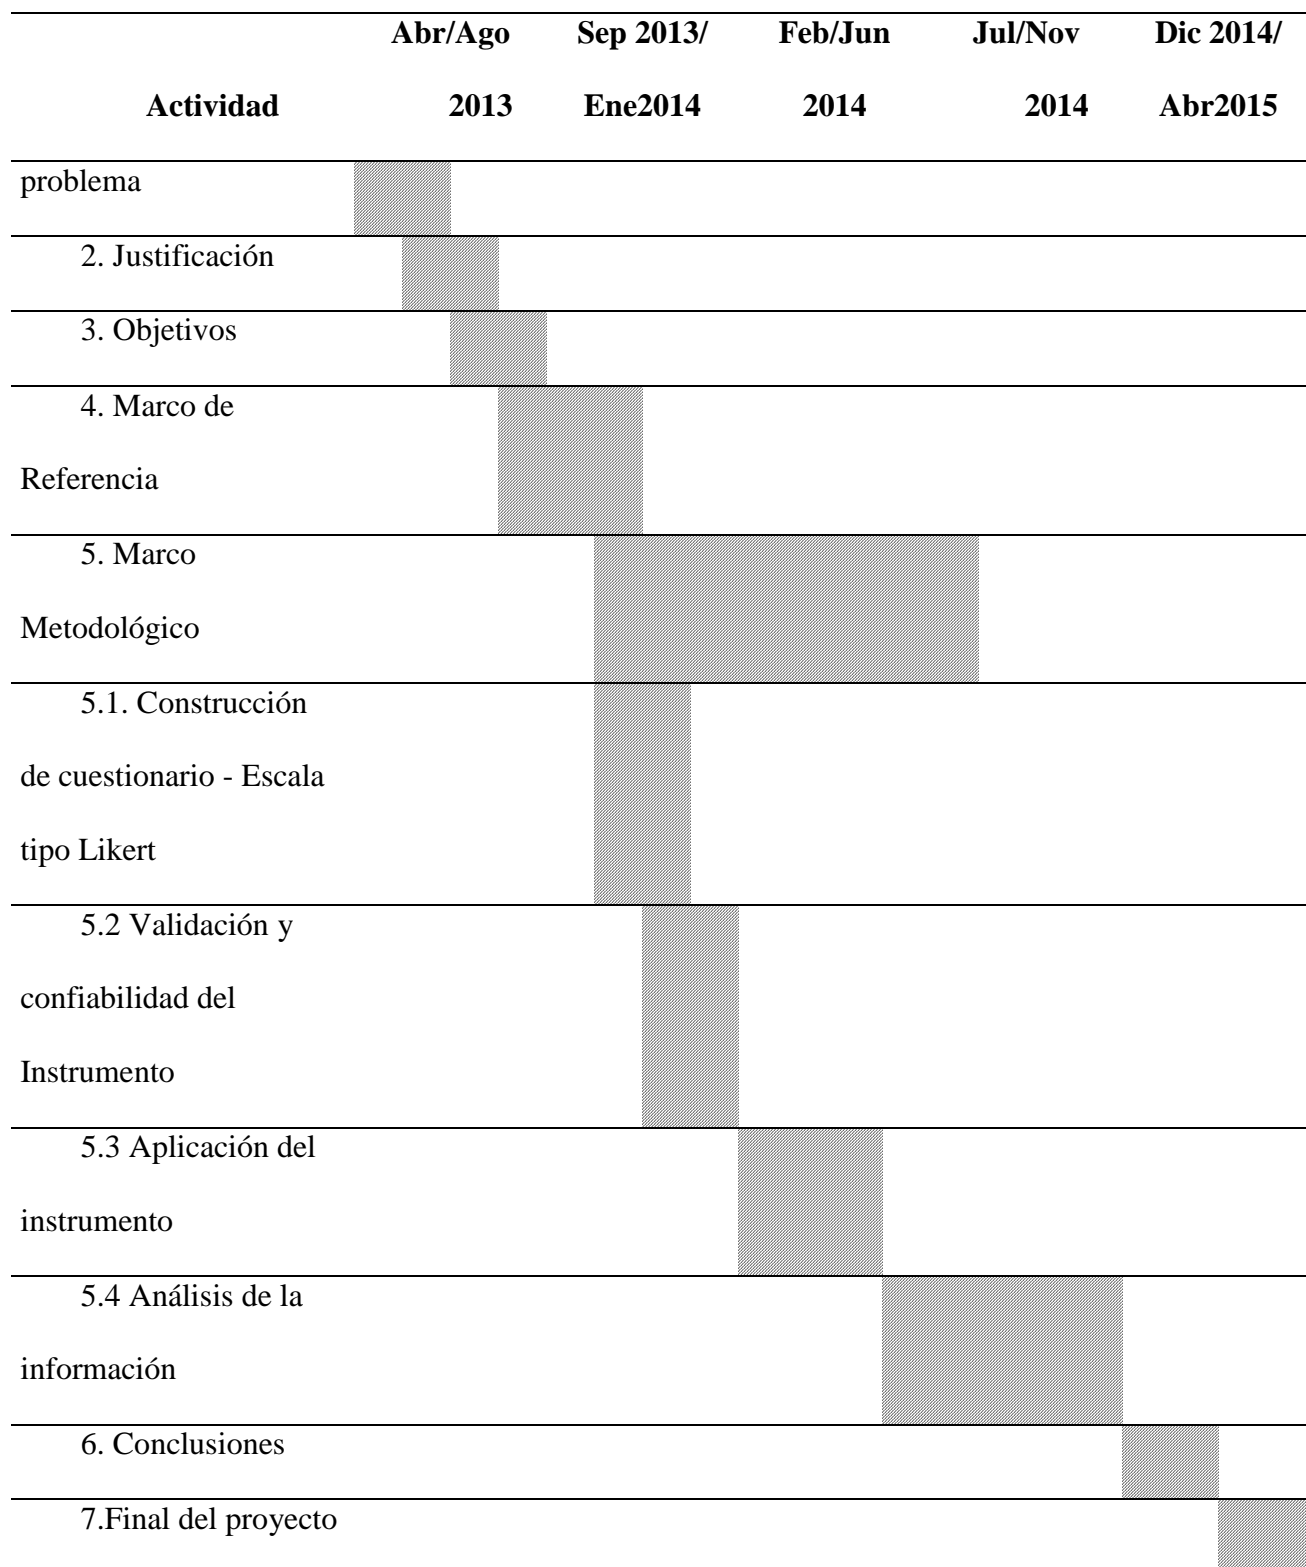 Abr/Ago Sep 2013/ Feb/Jun Jul/Nov Dic 2014/
Actividad 2013 Ene2014 2014 2014 Abr2015
problema
2. Justificación
3. Objetivos
4. Marco de
Referencia
5. Marco
Metodológico
5.1. Construcción
de cuestionario - Escala
tipo Likert
5.2 Validación y
confiabilidad del
Instrumento
5.3 Aplicación del
instrumento
5.4 Análisis de la
información
6. Conclusiones
7.Final del proyecto